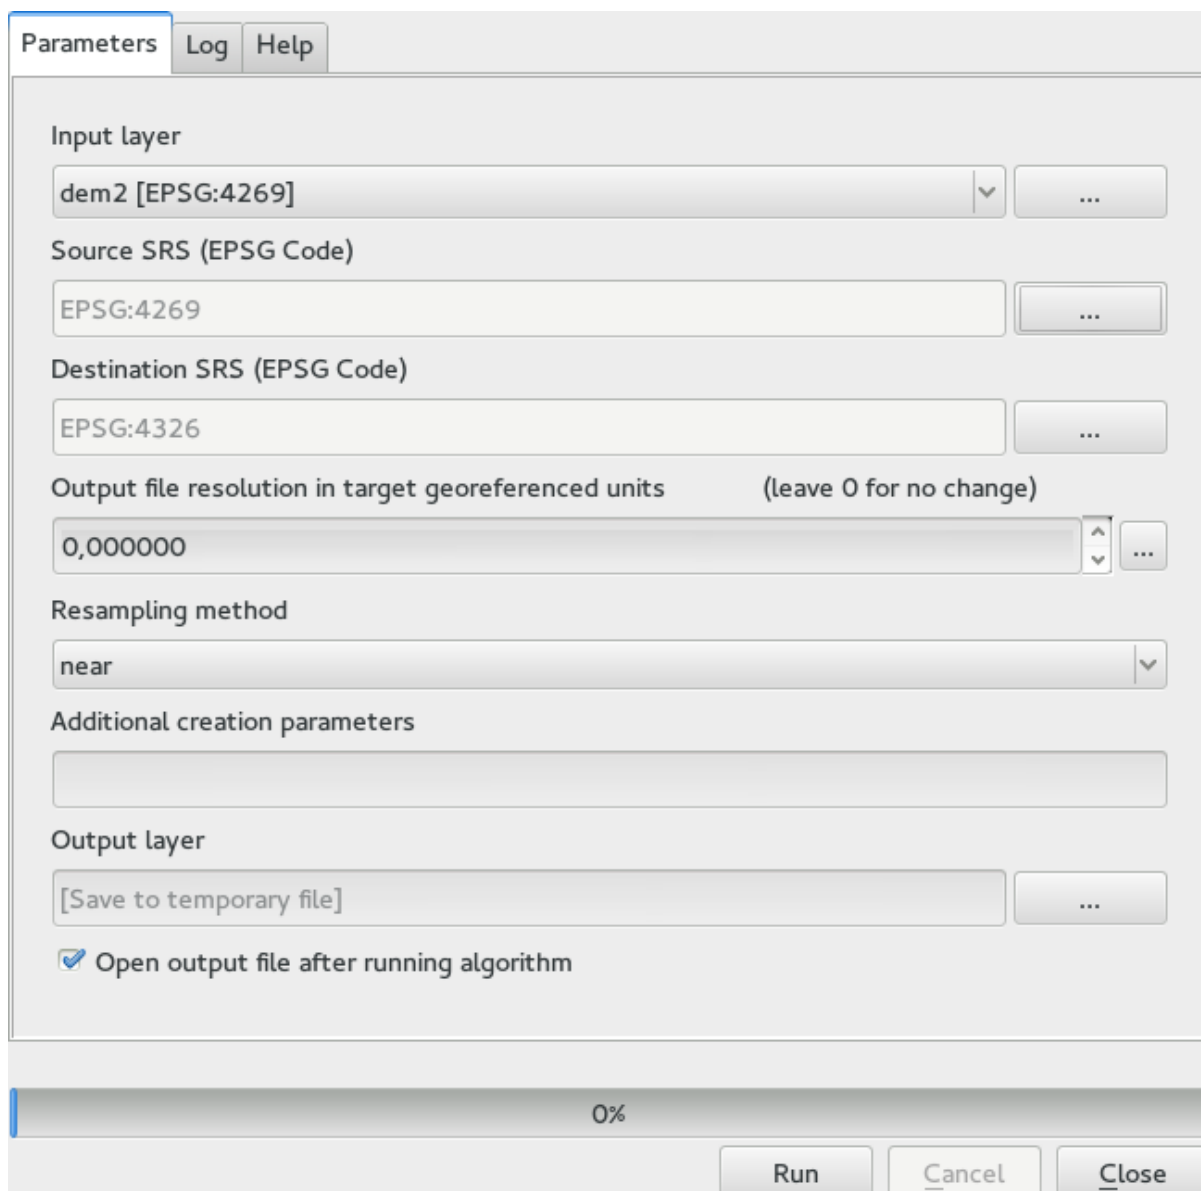 Parameters Log Help
Input layer
dem2 [EPSG:4269] ...
Source SRS (EPSG Code)
EPSG:4269 ...
Destination SRS (EPSG Code)
EPSG:4326 ...
Output file resolution in target georeferenced units (leave 0 for no change)
0,000000 ...
Resampling method
near
Additional creation parameters
Output layer
[Save to temporary file] ...
Open output file after running algorithm
0%
Run Cancel Close